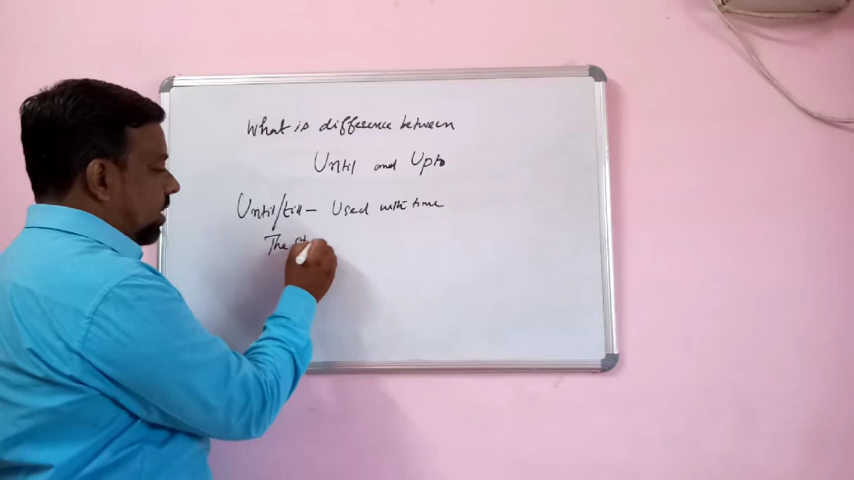 What is difference between
Until and Upto
Until/till - Used with time
The